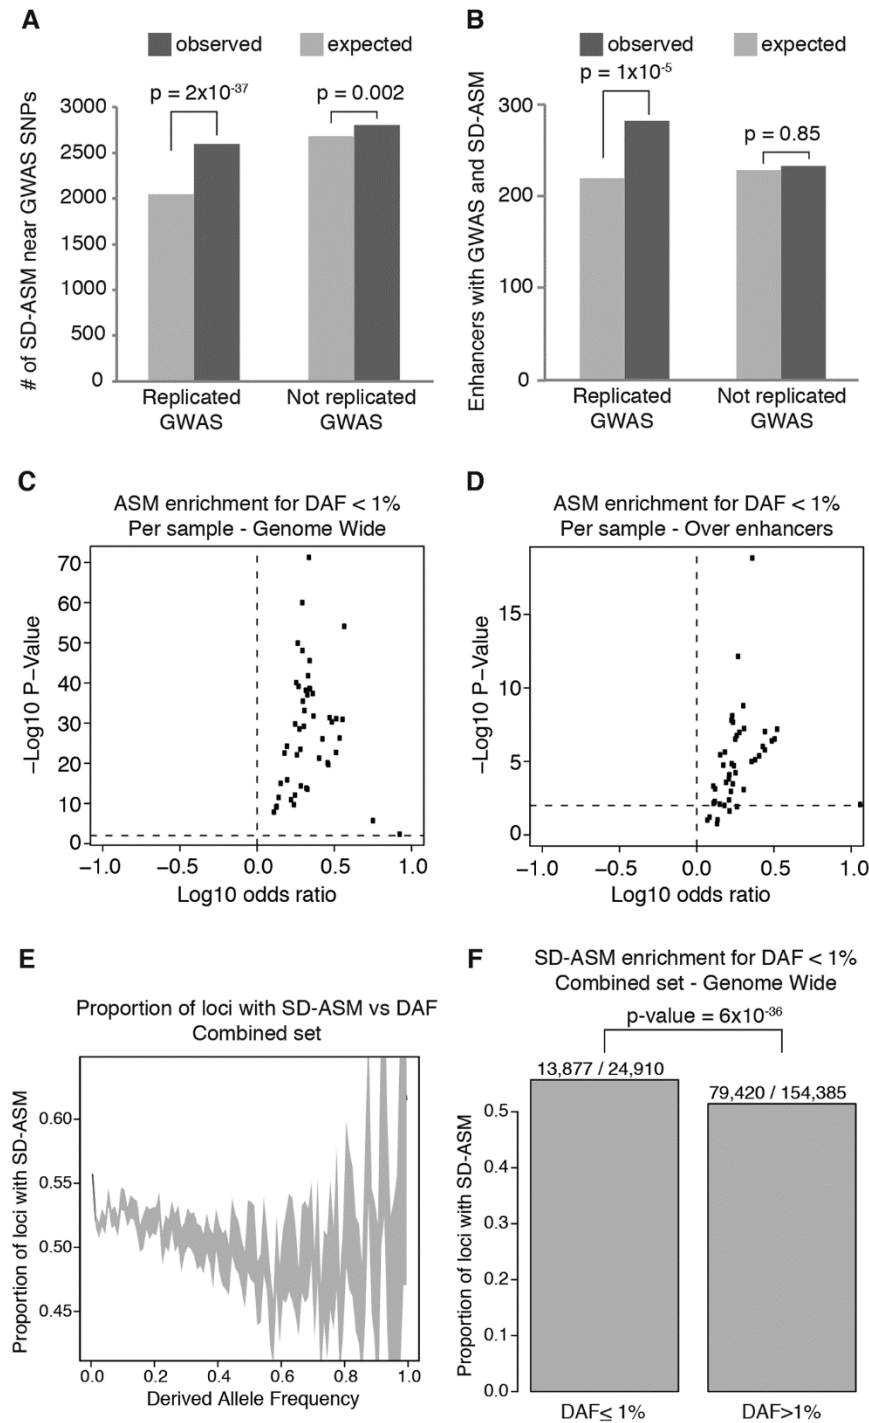 A
observed expected
p = 2x10-37
p = 0.002
# of SD-ASM near GWAS SNPs
3000
2500
2000
1500
1000
500
0
Replicated GWAS
Not replicated GWAS
B
observed expected
p = 1x10-5
p = 0.85
Enhancers with GWAS and SD-ASM
300
200
100
0
Replicated GWAS
Not replicated GWAS
C
ASM enrichment for DAF < 1%
Per sample - Genome Wide
−Log10 P−Value
70
60
50
40
30
20
10
0
−1.0 −0.5 0.0 0.5 1.0
Log10 odds ratio
D
ASM enrichment for DAF < 1%
Per sample - Over enhancers
−Log10 P−Value
15
10
5
0
−1.0 −0.5 0.0 0.5 1.0
Log10 odds ratio
E
Proportion of loci with SD-ASM vs DAF
Combined set
Proportion of loci with SD-ASM
0.60
0.55
0.50
0.45
0.0 0.2 0.4 0.6 0.8 1.0
Derived Allele Frequency
F
SD-ASM enrichment for DAF < 1%
Combined set - Genome Wide
p-value = 6x10-36
13,877 / 24,910
79,420 / 154,385
Proportion of loci with SD-ASM
0.5
0.4
0.3
0.2
0.1
0.0
DAF≤ 1%
DAF>1%